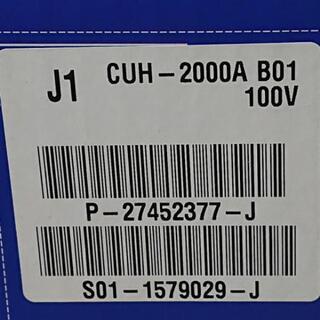 J1 CUH-2000A B01
100V
P-27452377-J
S01-1579029-J